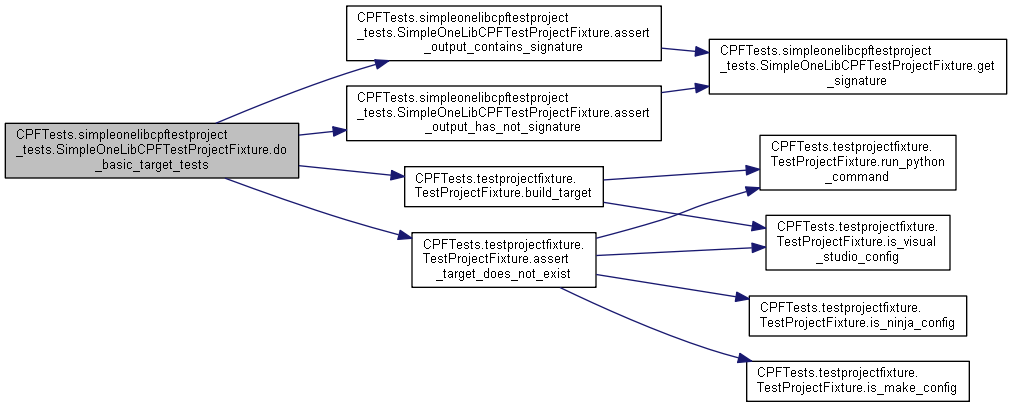 CPFTests.simpleonelibcpftestproject
_tests.SimpleOneLibCPFTestProjectFixture.assert
_output_contains_signature
CPFTests.simpleonelibcpftestproject
_tests.SimpleOneLibCPFTestProjectFixture.get
_signature
CPFTests.simpleonelibcpftestproject
_tests.SimpleOneLibCPFTestProjectFixture.assert
_output_has_not_signature
CPFTests.simpleonelibcpftestproject
_tests.SimpleOneLibCPFTestProjectFixture.do
_basic_target_tests
CPFTests.testprojectfixture.
TestProjectFixture.run_python
_command
CPFTests.testprojectfixture.
TestProjectFixture.build_target
CPFTests.testprojectfixture.
TestProjectFixture.is_visual
_studio_config
CPFTests.testprojectfixture.
TestProjectFixture.assert
_target_does_not_exist
CPFTests.testprojectfixture.
TestProjectFixture.is_ninja_config
CPFTests.testprojectfixture.
TestProjectFixture.is_make_config